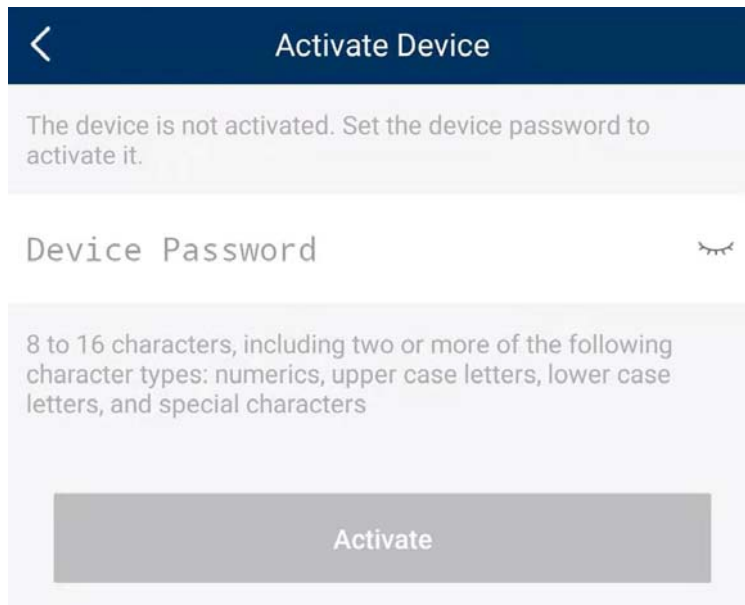 Activate Device
The device is not activated. Set the device password to
activate it.
Device Password
8 to 16 characters, including two or more of the following
character types: numerics, upper case letters, lower case
letters, and special characters
Activate